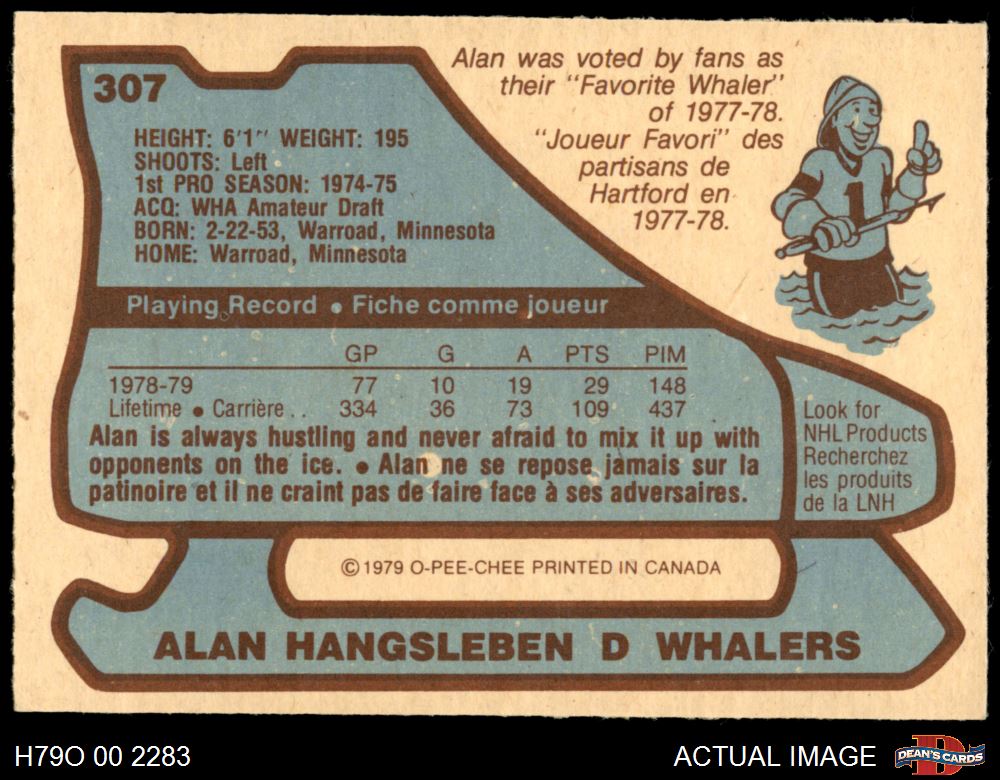 307
Alan was voted by fans as
their "Favorite Whaler"
of 1977-78.
"Joueur Favori" des
partisans de
Hartford en
1977-78.
1
HEIGHT: 6'1" WEIGHT: 195
SHOOTS: Left
1st PRO SEASON: 1974-75
ACQ: WHA Amateur Draft
BORN: 2-22-53, Warroad, Minnesota
HOME: Warroad, Minnesota
Playing Record • Fiche comme joueur
GP G A PTS PIM
1978-79 77 10 19 29 148
Lifetime • Carrière .. 334 36 73 109 437
Alan is always hustling and never afraid to mix it up with
opponents on the ice. • Alan ne se repose jamais sur la
patinoire et il ne craint pas de faire face à ses adversaires.
Look for
NHL Products
Recherchez
les produits
de la LNH
©1979 O-PEE-CHEE PRINTED IN CANADA
ALAN HANGSLEBEN D WHALERS
H79O 00 2283
ACTUAL IMAGE
D
DEAN'S CARDS